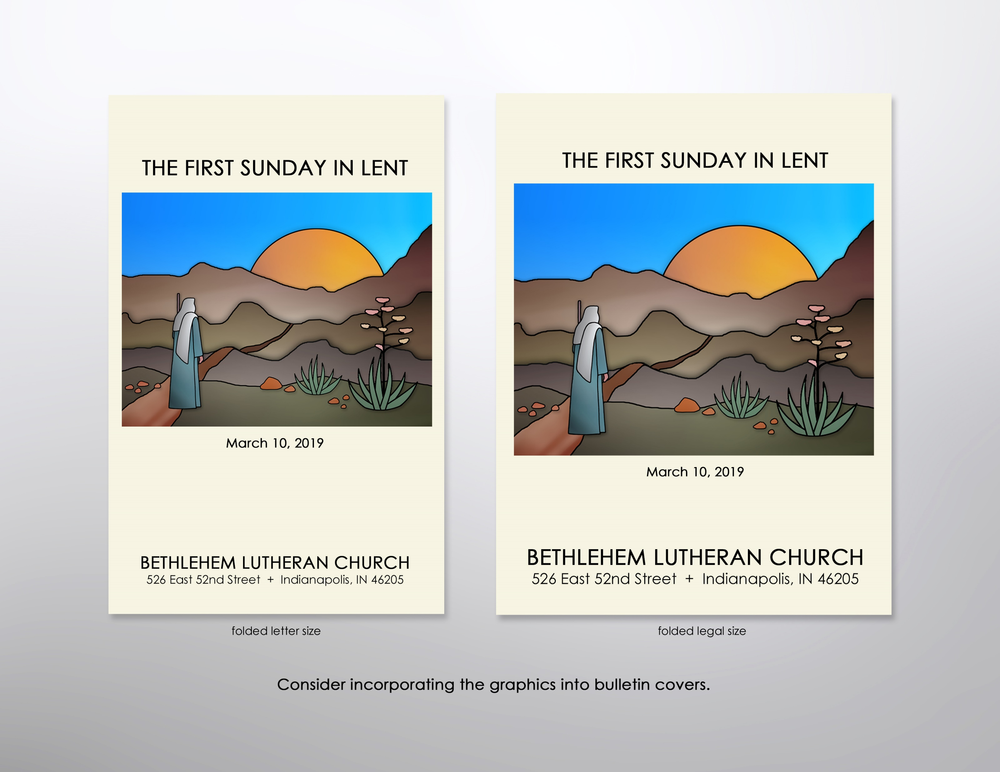 THE FIRST SUNDAY IN LENT
March 10, 2019
BETHLEHEM LUTHERAN CHURCH
526 East 52nd Street + Indianapolis, IN 46205
folded letter size
THE FIRST SUNDAY IN LENT
March 10, 2019
BETHLEHEM LUTHERAN CHURCH
526 East 52nd Street + Indianapolis, IN 46205
folded legal size
Consider incorporating the graphics into bulletin covers.